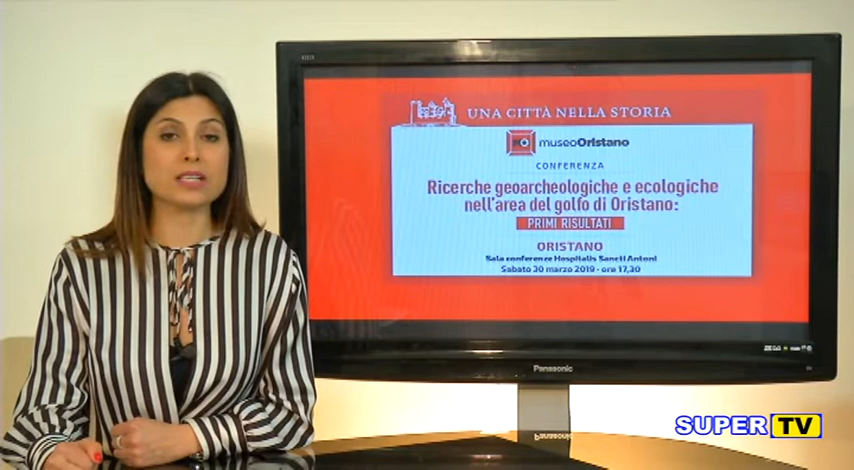 UNA CITTÀ NELLA STORIA
museoOristano
CONFERENZA
Ricerche geoarcheologiche e ecologiche
nell'area del golfo di Oristano:
PRIMI RISULTATI
ORISTANO
Sala conferenze Hospitalis Sancti Antoni
Sabato 30 marzo 2019 - ore 17,30
Panasonic
Panasonic
SUPER TV